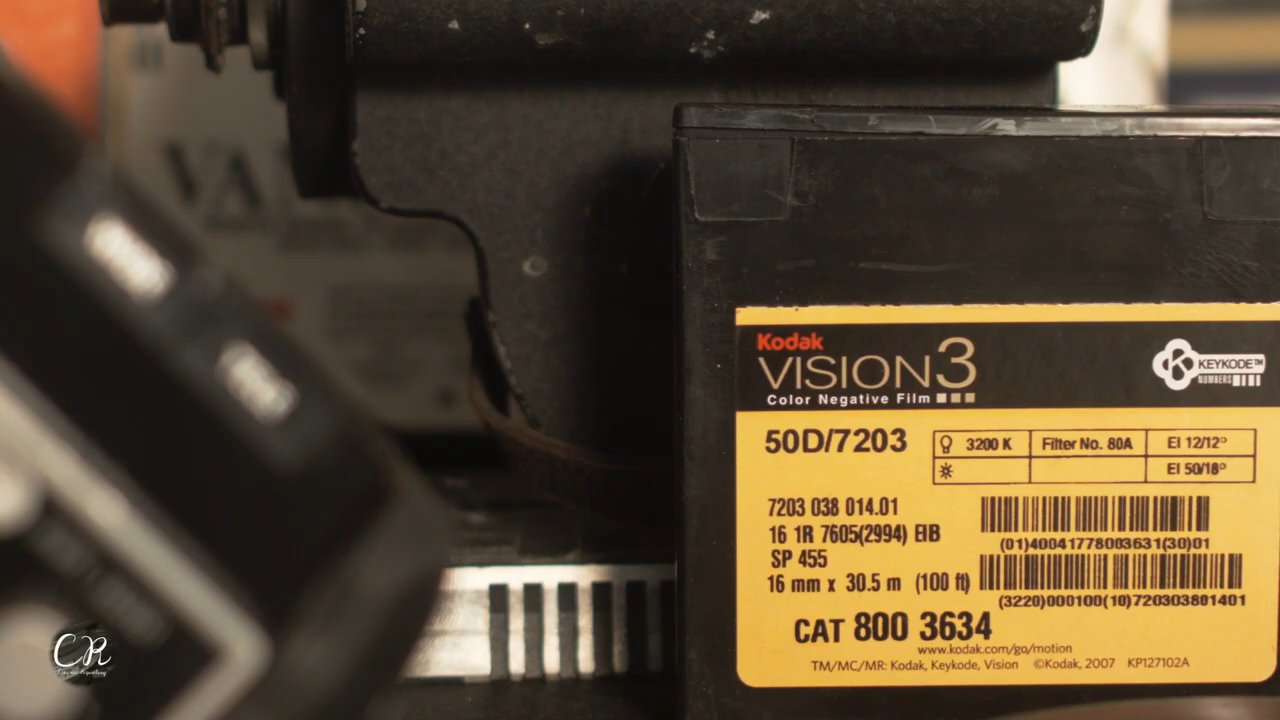 VA
Kodak
VISION3
Color Negative Film
KEYKODE™
NUMBERS
50D/7203
3200 K Filter No. 80A EI 12/12°
EI 50/18°
7203 038 014.01
16 1R 7605(2994) EIB
SP 455
16 mm x 30.5 m (100 ft)
(01)40041778003631(30)01
(3220)000100(10)720303801401
CAT 800 3634
www.kodak.com/go/motion
TM/MC/MR: Kodak, Keykode, Vision ©Kodak, 2007 KP127102A
CR